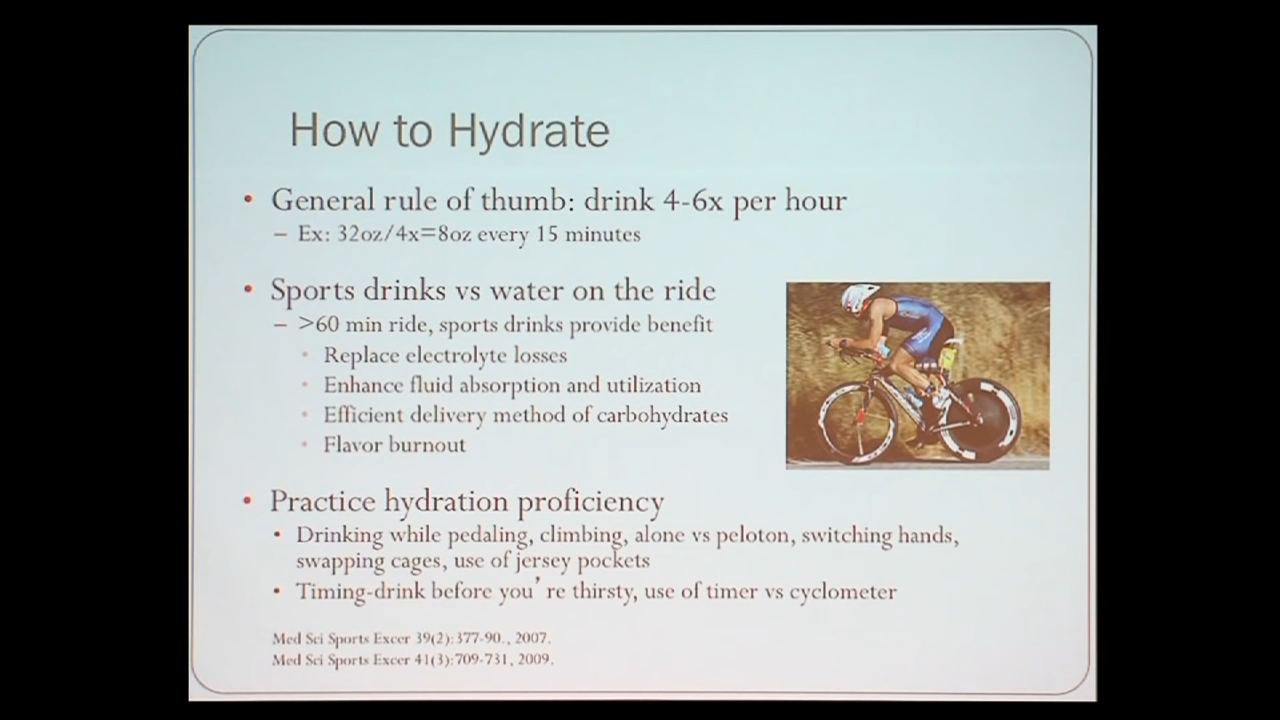 How to Hydrate
• General rule of thumb: drink 4-6x per hour
– Ex: 32oz/4x=8oz every 15 minutes
• Sports drinks vs water on the ride
– >60 min ride, sports drinks provide benefit
• Replace electrolyte losses
• Enhance fluid absorption and utilization
• Efficient delivery method of carbohydrates
• Flavor burnout
• Practice hydration proficiency
• Drinking while pedaling, climbing, alone vs peloton, switching hands,
swapping cages, use of jersey pockets
• Timing-drink before you’re thirsty, use of timer vs cyclometer
Med Sci Sports Excer 39(2):377-90., 2007.
Med Sci Sports Excer 41(3):709-731, 2009.